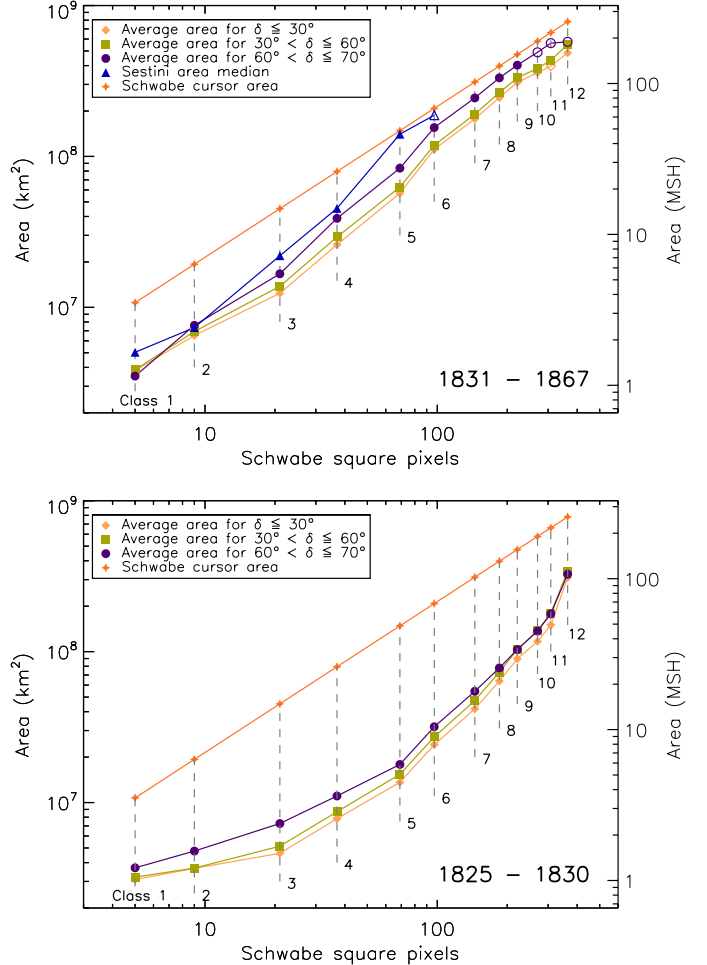 10⁹
Average area for δ ≦ 30°
Average area for 30° < δ ≦ 60°
Average area for 60° < δ ≦ 70°
Sestini area median
Schwabe cursor area
10⁸
10⁷
Area (km²)
100
10
1
Area (MSH)
Class 1
2
3
4
5
6
7
8
9
10
11
12
1831 – 1867
10
100
Schwabe square pixels
10⁹
Average area for δ ≦ 30°
Average area for 30° < δ ≦ 60°
Average area for 60° < δ ≦ 70°
Schwabe cursor area
10⁸
10⁷
Area (km²)
100
10
1
Area (MSH)
Class 1
2
3
4
5
6
7
8
9
10
11
12
1825 – 1830
10
100
Schwabe square pixels